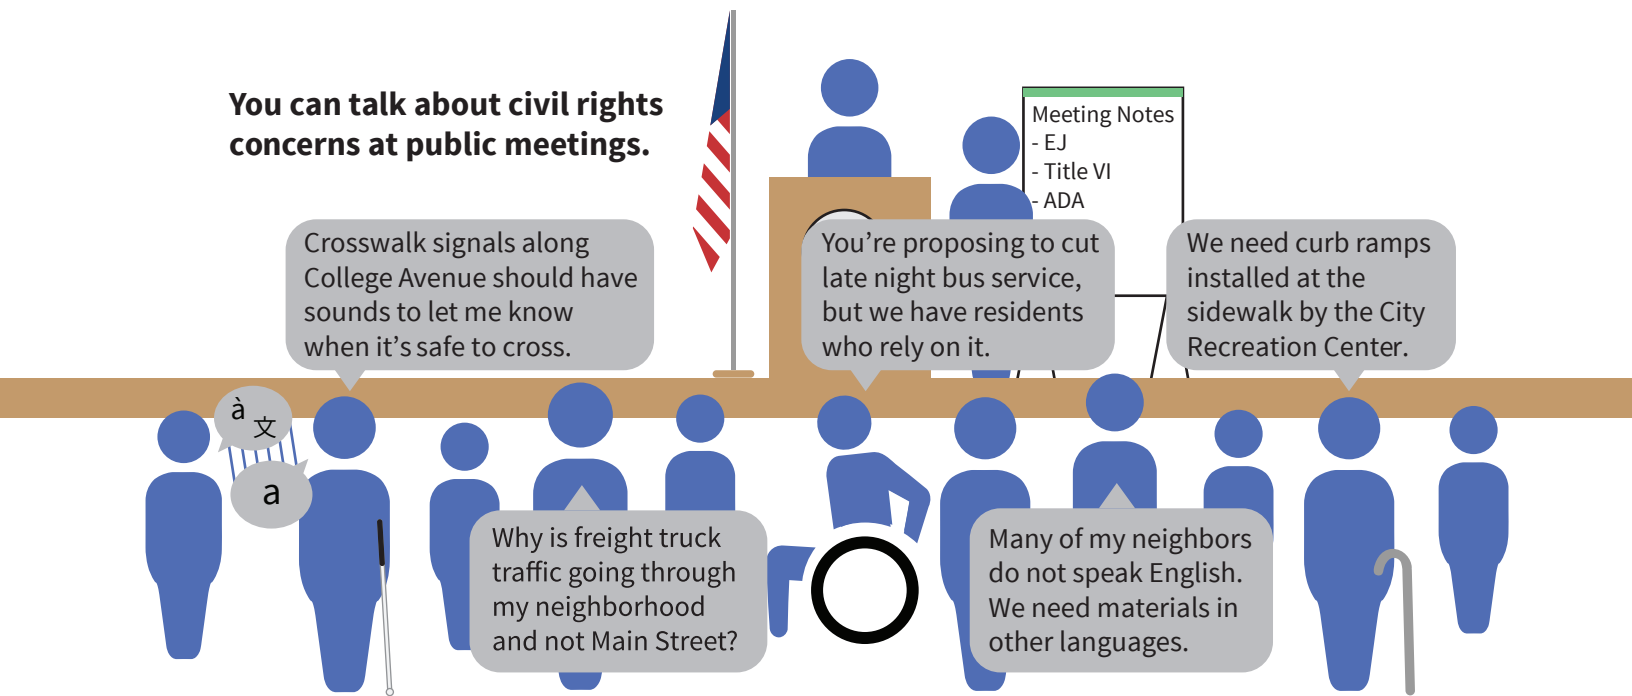 You can talk about civil rights
concerns at public meetings.
Meeting Notes
- EJ
- Title VI
- ADA
Crosswalk signals along
College Avenue should have
sounds to let me know
when it’s safe to cross.
You’re proposing to cut
late night bus service,
but we have residents
who rely on it.
We need curb ramps
installed at the
sidewalk by the City
Recreation Center.
à
文
a
Why is freight truck
traffic going through
my neighborhood
and not Main Street?
Many of my neighbors
do not speak English.
We need materials in
other languages.